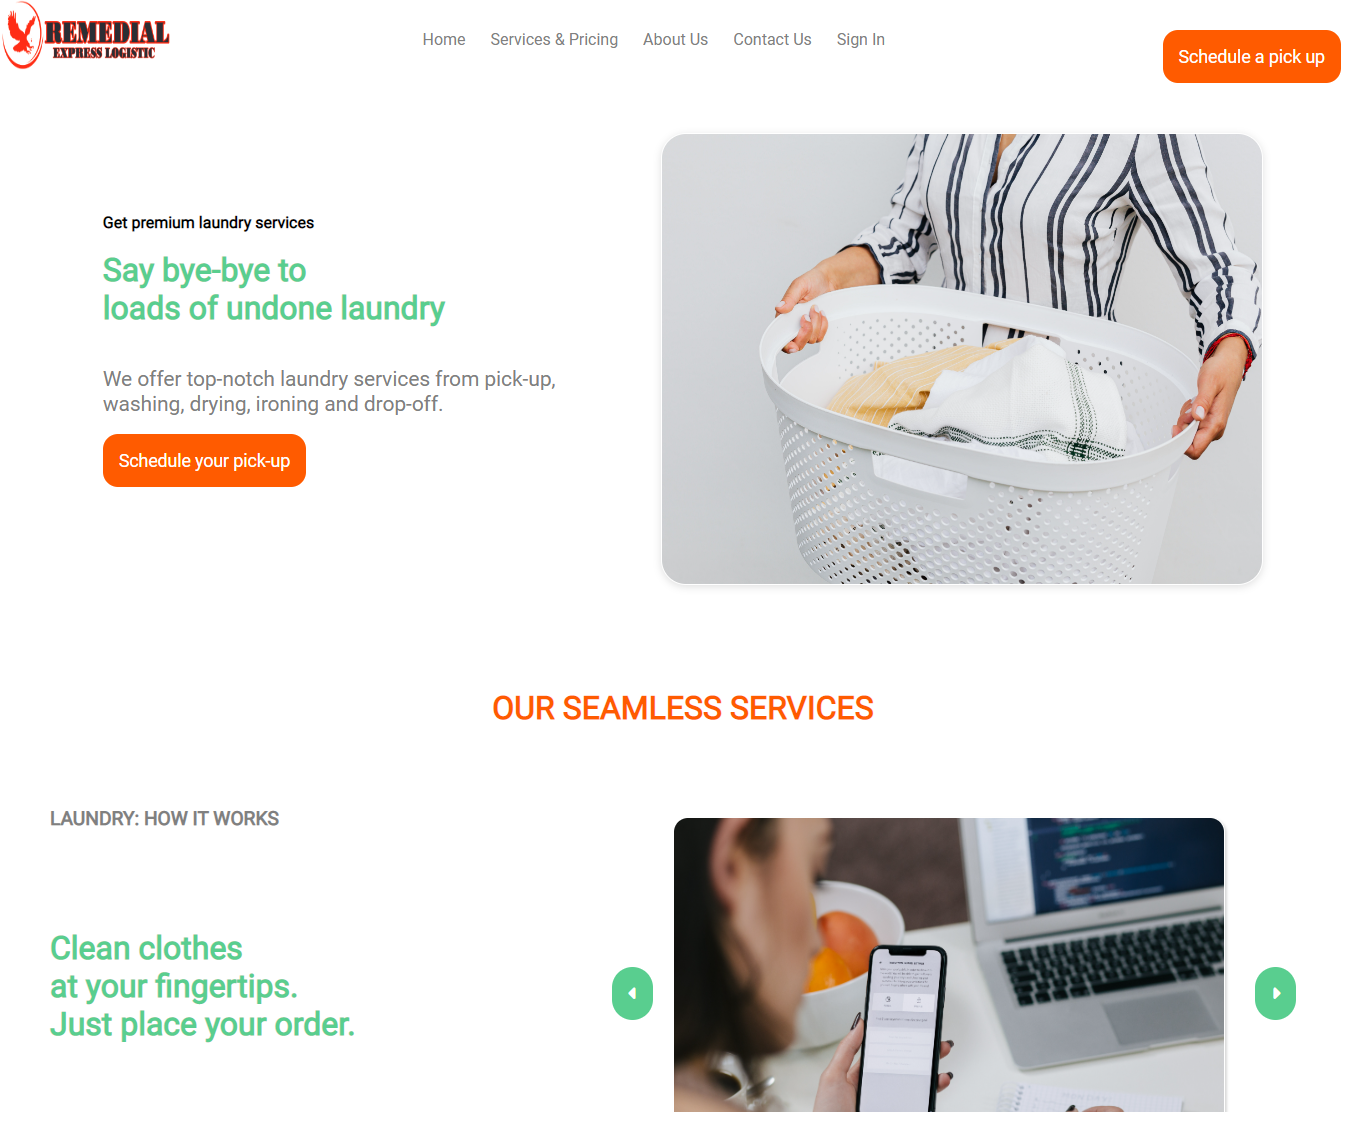 REMEDIAL
EXPRESS LOGISTIC
Home Services & Pricing About Us Contact Us Sign In
Schedule a pick up
Get premium laundry services
Say bye-bye to
loads of undone laundry
We offer top-notch laundry services from pick-up,
washing, drying, ironing and drop-off.
Schedule your pick-up
OUR SEAMLESS SERVICES
LAUNDRY: HOW IT WORKS
Clean clothes
at your fingertips.
Just place your order.